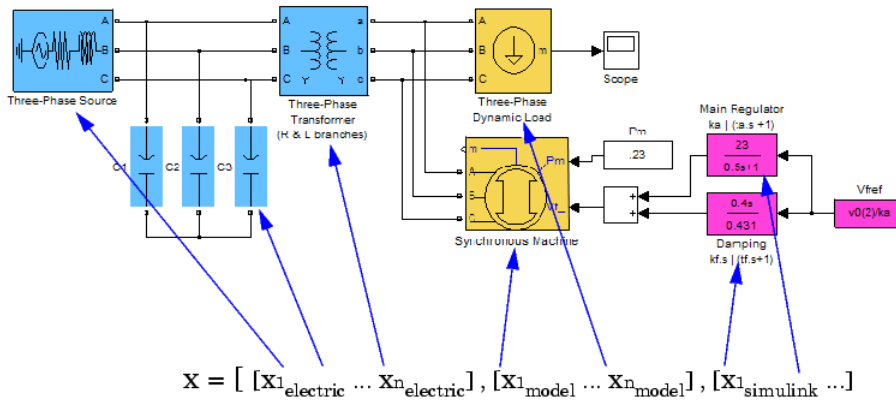 A
B
C
Three-Phase Source
A
B
C
a
b
c
Y
Y
Three-Phase
Transformer
(R & L branches)
A
B
C
m
Three-Phase
Dynamic Load
Scope
C1
C2
C3
m
A
B
C
Pm
Vf_
Synchronous Machine
Pm
.23
+
+
Main Regulator
ka | (ta.s +1)
23
0.5s+1
0.4s
0.431
Damping
kf.s | (tf.s+1)
Vfref
v0(2)/ka
x = [ [x1electric ... xnelectric] , [x1model ... xnmodel] , [x1simulink ...]